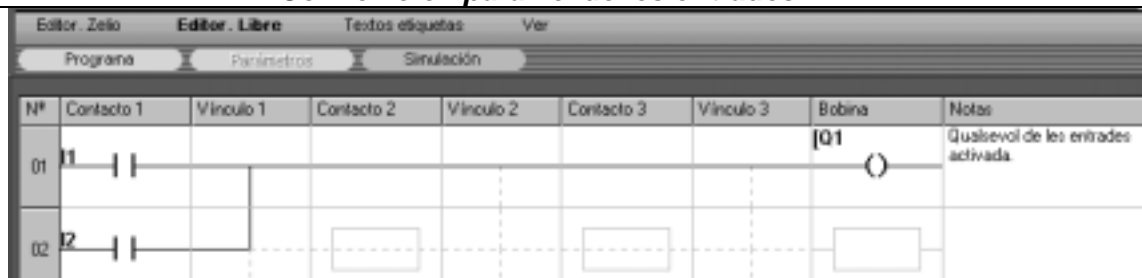 Editor. Zelio Editor. Libre Textos etiquetas Ver
Programa Parámetros Simulación
Nº Contacto 1 Vínculo 1 Contacto 2 Vínculo 2 Contacto 3 Vínculo 3 Bobina Notas
01 I1 [Q1 Qualsevol de les entrades
activada.
02 I2